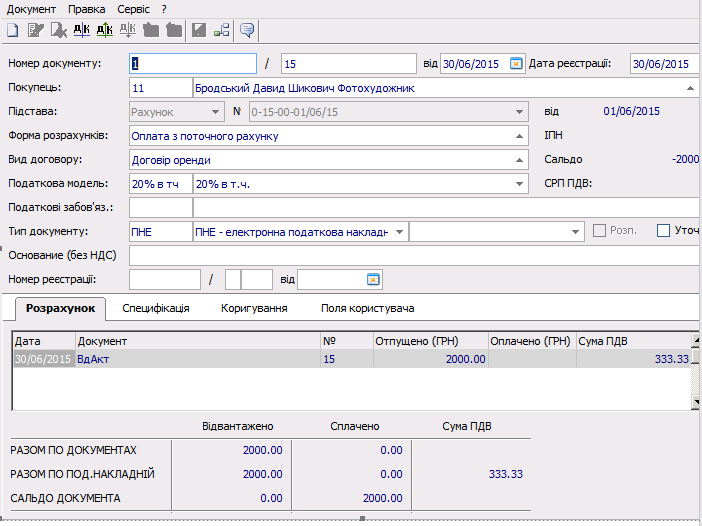 Документ Правка Сервіс ?
Номер документу: 1 / 15 від 30/06/2015 Дата реєстрації: 30/06/2015
Покупець: 11 Бродський Давид Шикович Фотохудожник
Підстава: Рахунок № 0-15-00-01/06/15 від 01/06/2015
Форма розрахунків: Оплата з поточного рахунку ІПН
Вид договору: Договір оренди Сальдо -2000
Податкова модель: 20% в тч 20% в т.ч. СРП ПДВ:
Податкові забов'яз.:
Тип документу: ПНЕ ПНЕ - електронна податкова накладн Розп. Уточ
Основание (без НДС)
Номер реєстрації: / від
Розрахунок Специфікація Коригування Поля користувача
Дата Документ № Отпущено (ГРН) Оплачено (ГРН) Сума ПДВ
30/06/2015 ВдАкт 15 2000.00 333.33
Відвантажено Сплачено Сума ПДВ
РАЗОМ ПО ДОКУМЕНТАХ 2000.00 0.00
РАЗОМ ПО ПОД.НАКЛАДНІЙ 2000.00 0.00 333.33
САЛЬДО ДОКУМЕНТА 0.00 2000.00